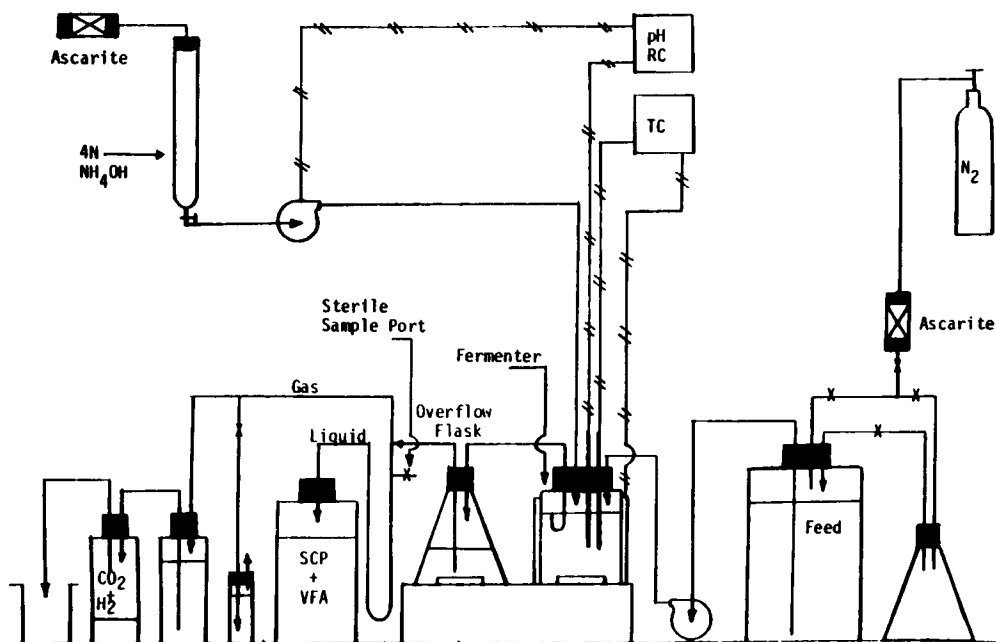 Ascarite
pH
RC
TC
4N
NH4OH
N2
Sterile
Sample Port
Ascarite
Fermenter
Gas
Overflow
Flask
Liquid
Feed
SCP
+
VFA
CO2
+
H2